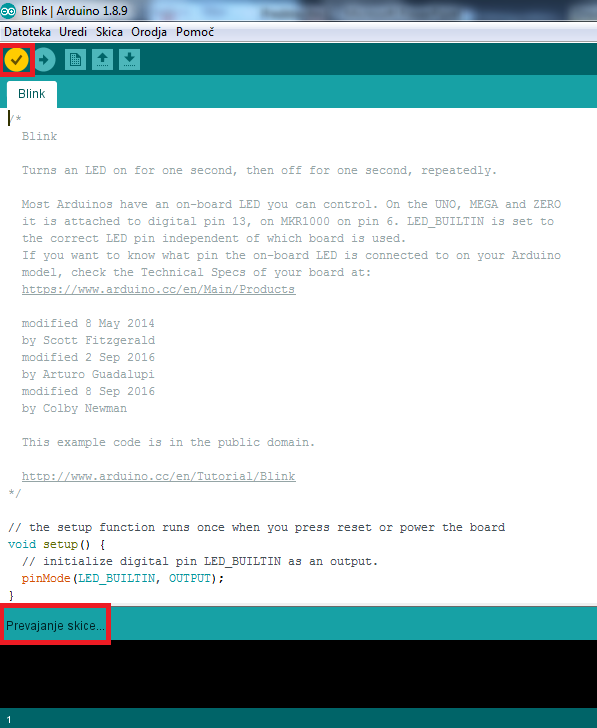 Blink | Arduino 1.8.9
Datoteka Uredi Skica Orodja Pomoč
Blink
/*
Blink
Turns an LED on for one second, then off for one second, repeatedly.
Most Arduinos have an on-board LED you can control. On the UNO, MEGA and ZERO
it is attached to digital pin 13, on MKR1000 on pin 6. LED_BUILTIN is set to
the correct LED pin independent of which board is used.
If you want to know what pin the on-board LED is connected to on your Arduino
model, check the Technical Specs of your board at:
https://www.arduino.cc/en/Main/Products
modified 8 May 2014
by Scott Fitzgerald
modified 2 Sep 2016
by Arturo Guadalupi
modified 8 Sep 2016
by Colby Newman
This example code is in the public domain.
http://www.arduino.cc/en/Tutorial/Blink
*/
// the setup function runs once when you press reset or power the board
void setup() {
// initialize digital pin LED_BUILTIN as an output.
pinMode(LED_BUILTIN, OUTPUT);
}
Prevajanje skice...
1